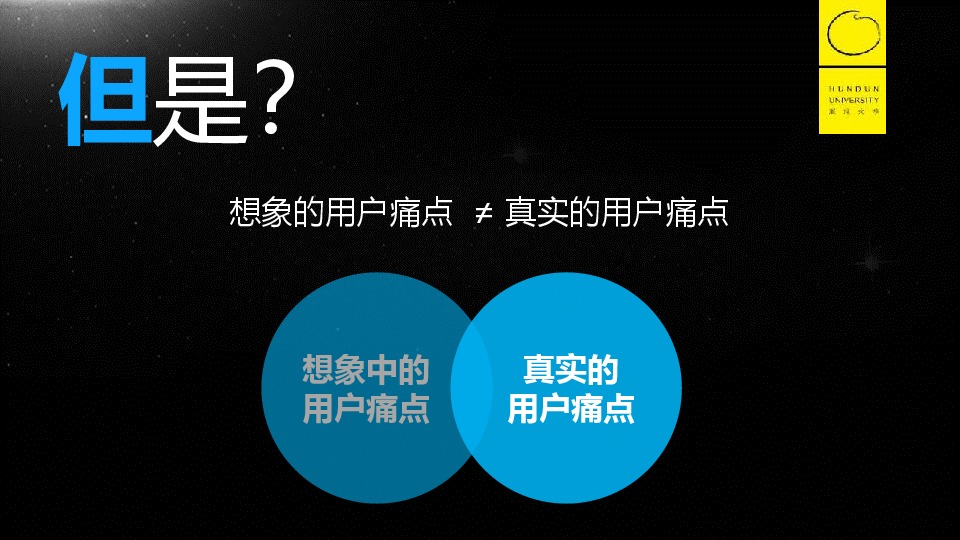 但是?
HUNDUN
UNIVERSITY
混沌大学
想象的用户痛点 ≠ 真实的用户痛点
想象中的
用户痛点
真实的
用户痛点